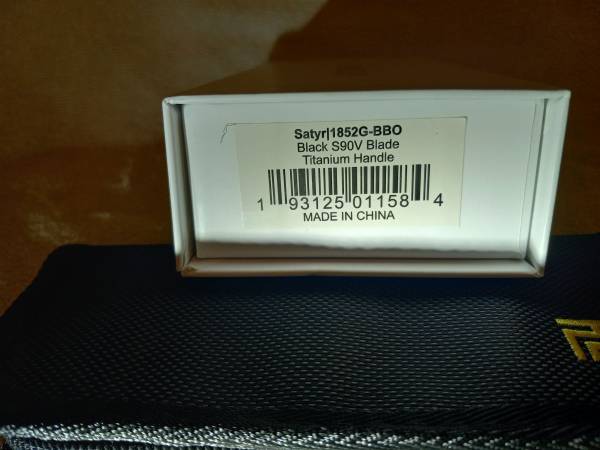 Satyr|1852G-BBO
Black S90V Blade
Titanium Handle
1 93125 01158 4
MADE IN CHINA